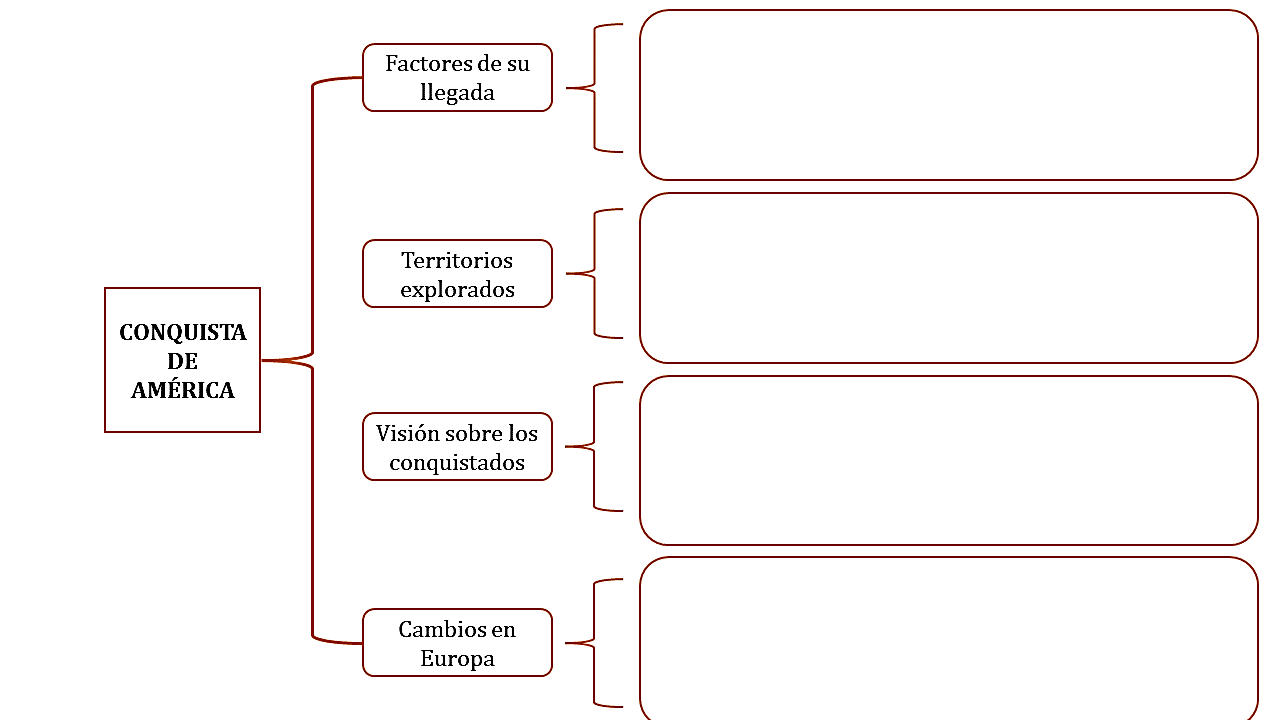 CONQUISTA
DE
AMÉRICA
Factores de su
llegada
Territorios
explorados
Visión sobre los
conquistados
Cambios en
Europa